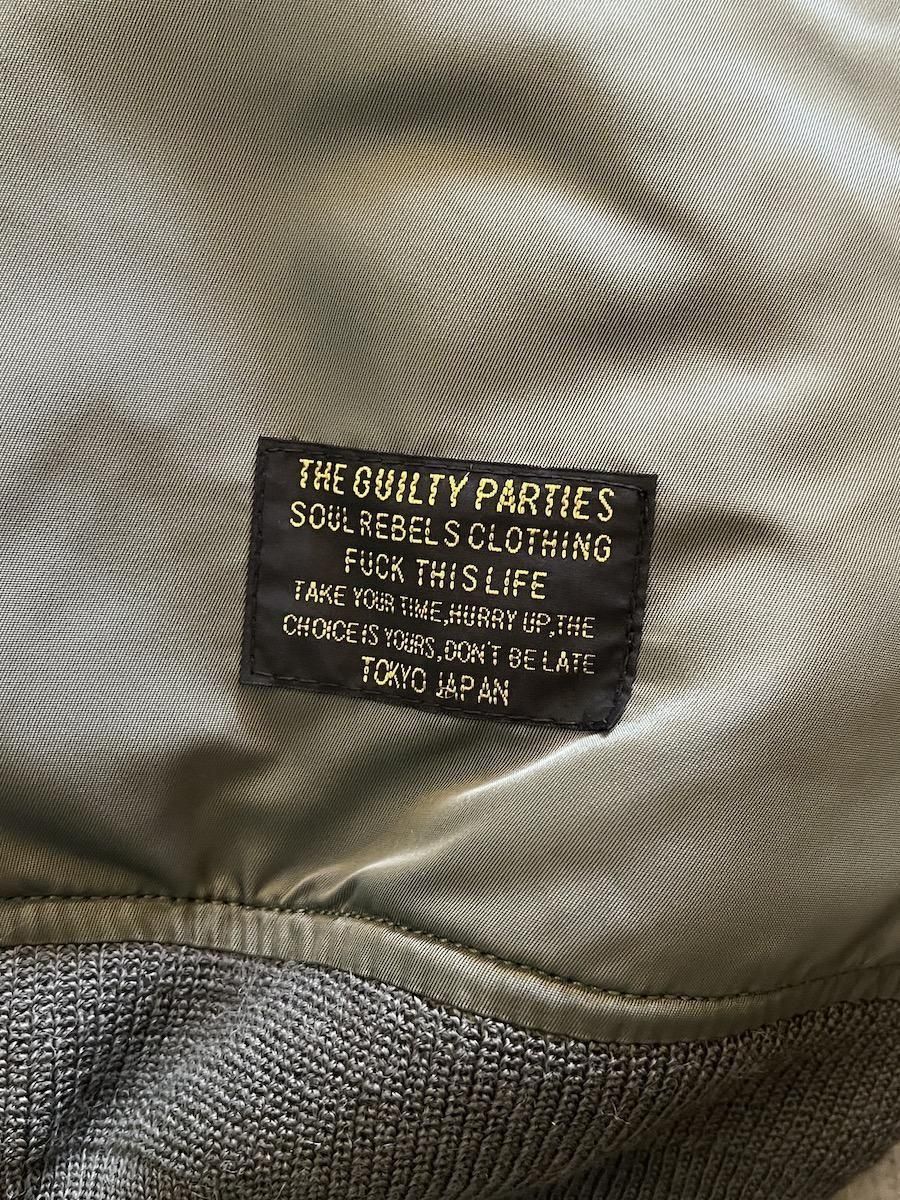 THE GUILTY PARTIES
SOUL REBELS CLOTHING
FUCK THIS LIFE
TAKE YOUR TIME,HURRY UP,THE
CHOICE IS YOURS,DON'T BE LATE
TOKYO JAPAN